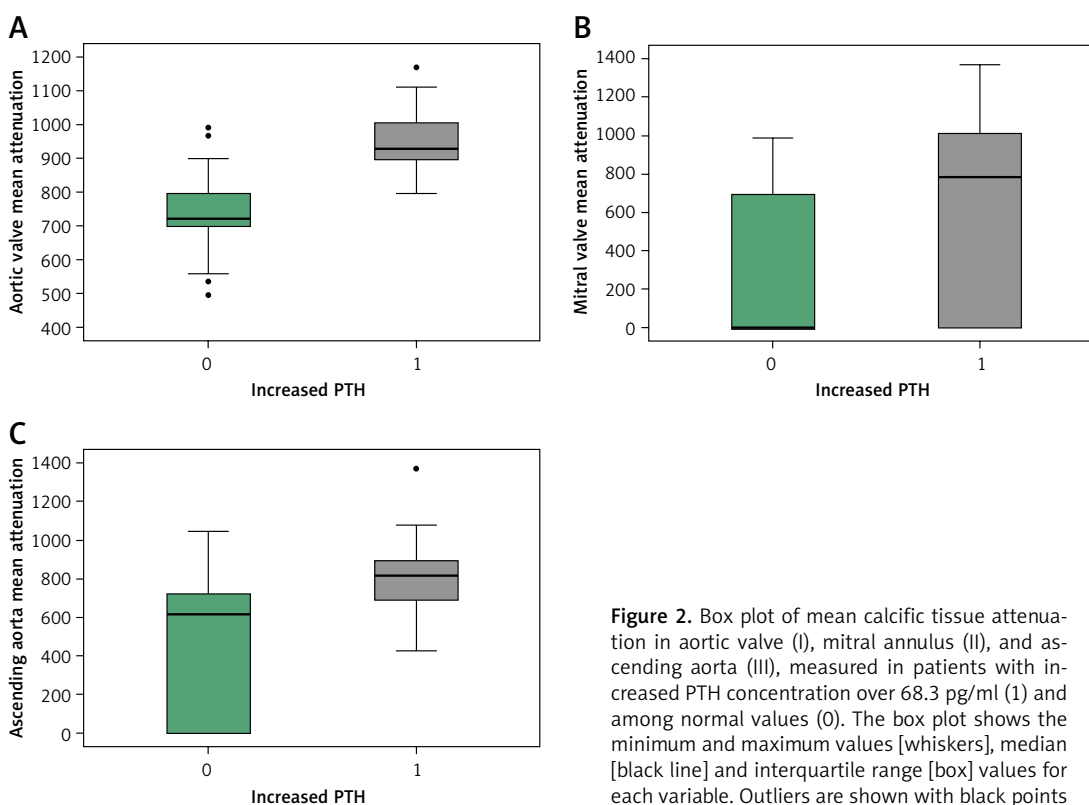 A
Aortic valve mean attenuation
1200
1100
1000
900
800
700
600
500
400
0
1
Increased PTH
B
Mitral valve mean attenuation
1400
1200
1000
800
600
400
200
0
0
1
Increased PTH
C
Ascending aorta mean attenuation
1400
1200
1000
800
600
400
200
0
0
1
Increased PTH
Figure 2. Box plot of mean calcific tissue attenua-
tion in aortic valve (I), mitral annulus (II), and as-
cending aorta (III), measured in patients with in-
creased PTH concentration over 68.3 pg/ml (1) and
among normal values (0). The box plot shows the
minimum and maximum values [whiskers], median
[black line] and interquartile range [box] values for
each variable. Outliers are shown with black points